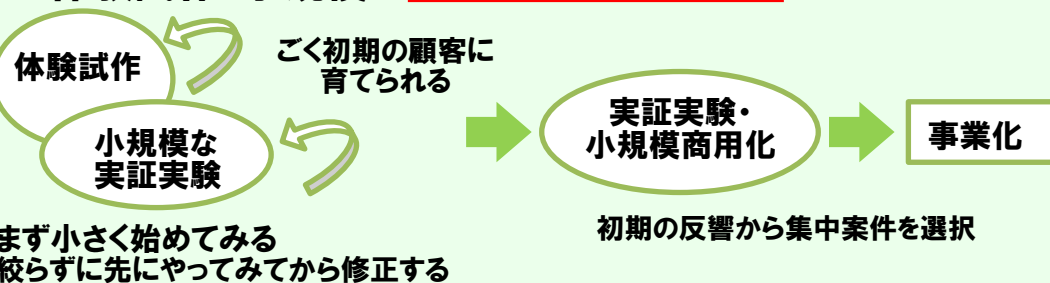 体験試作
ごく初期の顧客に
育てられる
小規模な
実証実験
実証実験・
小規模商用化
事業化
まず小さく始めてみる
絞らずに先にやってみてから修正する
初期の反響から集中案件を選択